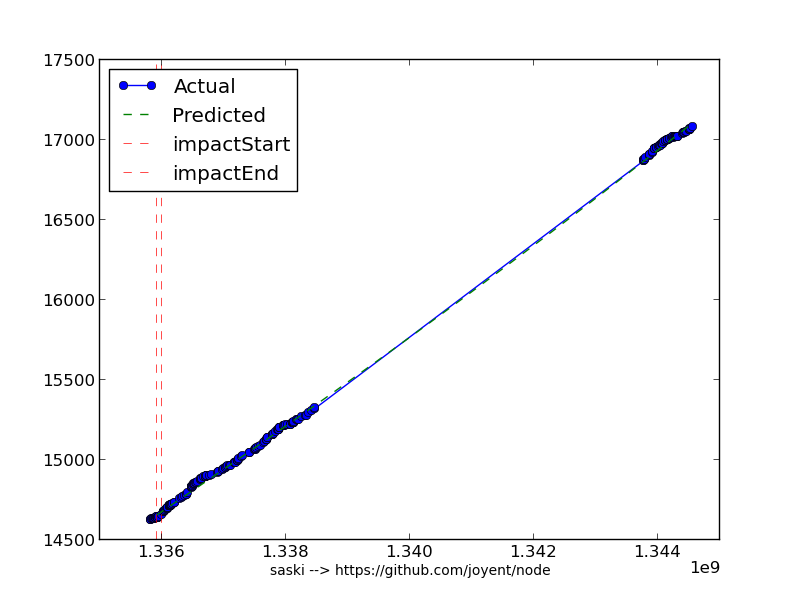 17500
17000
16500
16000
15500
15000
14500
Actual
Predicted
impactStart
impactEnd
1.336
1.338
1.340
1.342
1.344
1e9
saski --> https://github.com/joyent/node